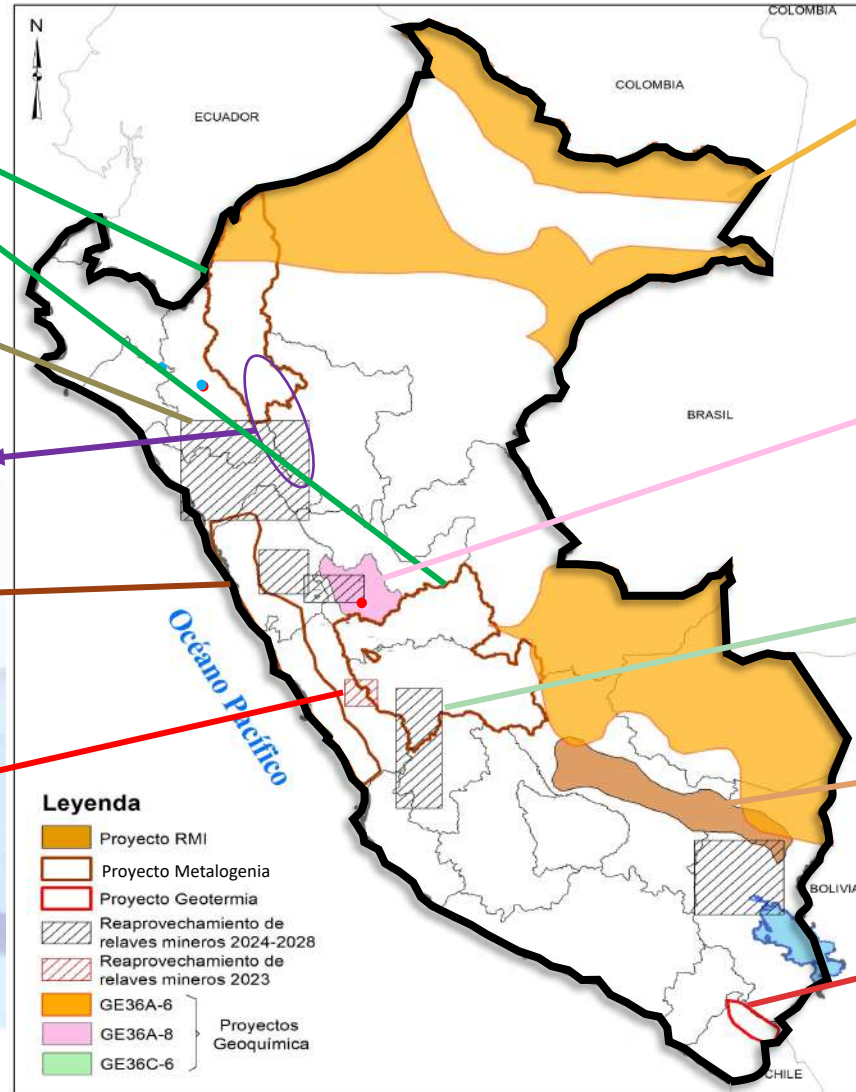 COLOMBIA
N
COLOMBIA
ECUADOR
BRASIL
Océano Pacífico
Leyenda
Proyecto RMI
Proyecto Metalogenia
Proyecto Geotermia
Reaprovechamiento de
relaves mineros 2024-2028
Reaprovechamiento de
relaves mineros 2023
GE36A-6
GE36A-8
GE36C-6
Proyectos
Geoquímica
BOLIVIA
CHILE